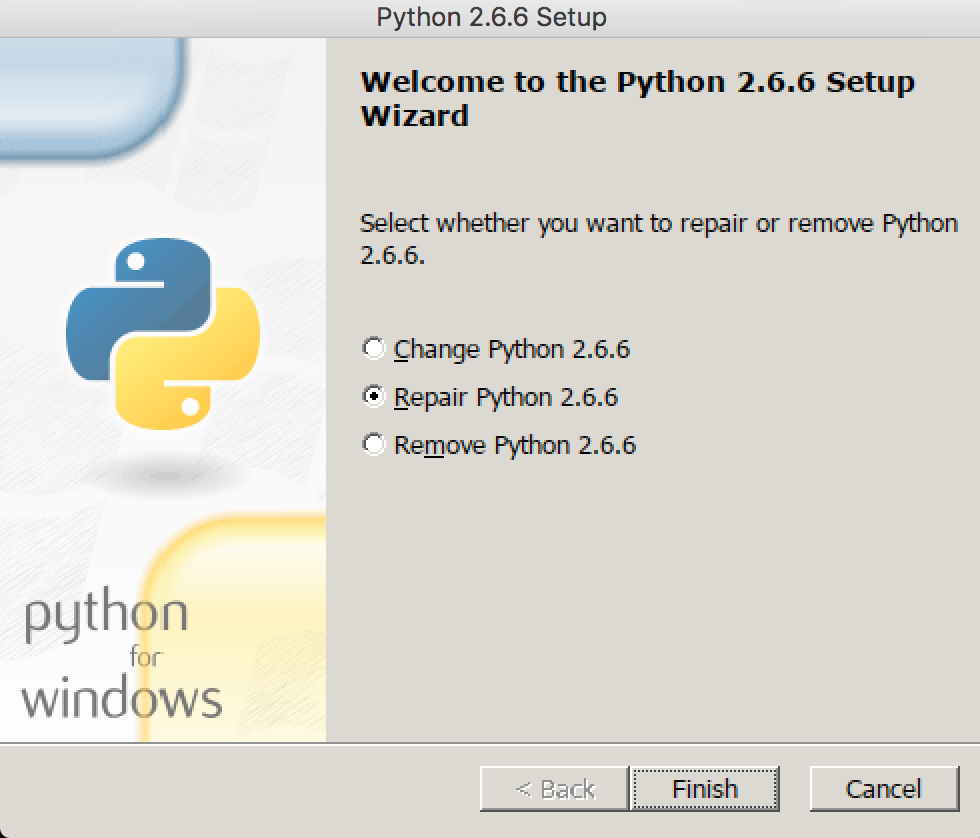 Python 2.6.6 Setup
Welcome to the Python 2.6.6 Setup
Wizard
Select whether you want to repair or remove Python
2.6.6.
Change Python 2.6.6
Repair Python 2.6.6
Remove Python 2.6.6
python
for
windows
< Back
Finish
Cancel